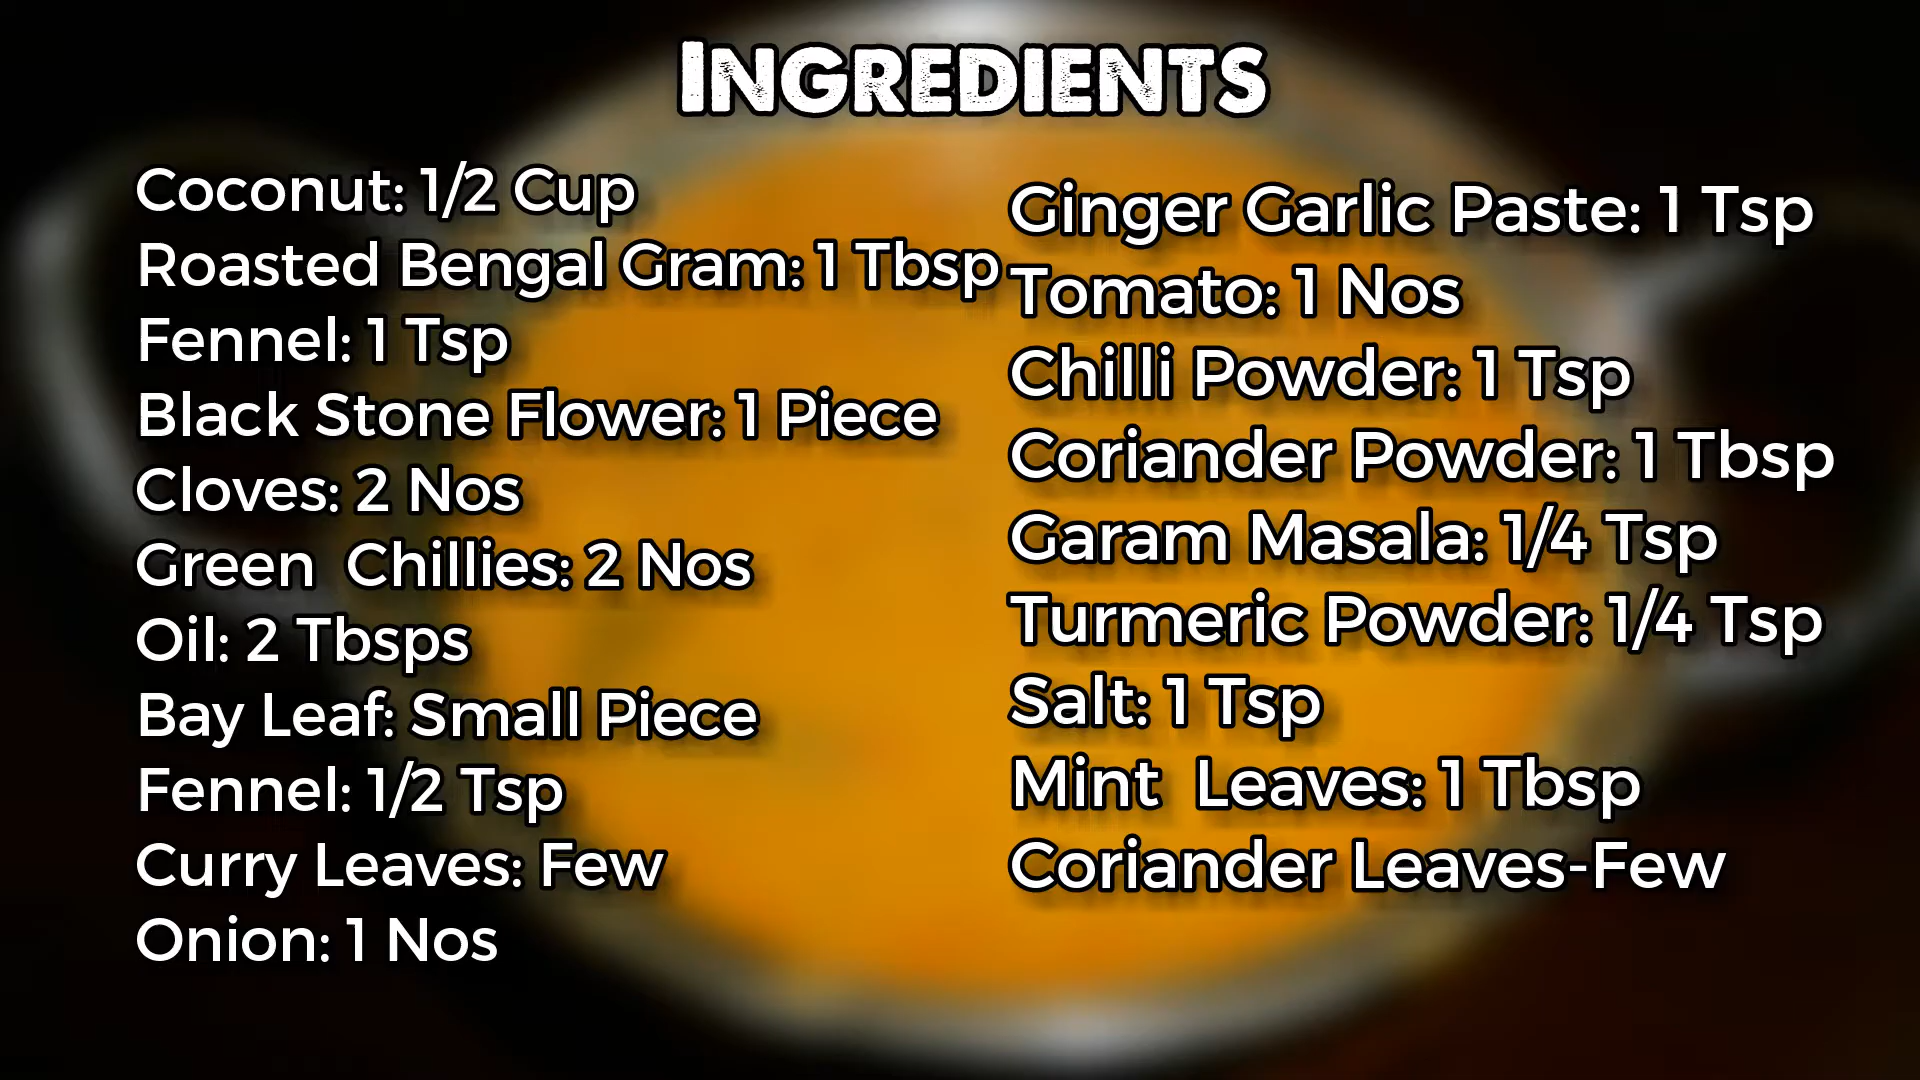 Ingredients
Coconut: 1/2 Cup
Roasted Bengal Gram: 1 Tbsp
Fennel: 1 Tsp
Black Stone Flower: 1 Piece
Cloves: 2 Nos
Green  Chillies: 2 Nos
Oil: 2 Tbsps
Bay Leaf: Small Piece
Fennel: 1/2 Tsp
Curry Leaves: Few
Onion: 1 Nos
Ginger Garlic Paste: 1 Tsp
Tomato: 1 Nos
Chilli Powder: 1 Tsp
Coriander Powder: 1 Tbsp
Garam Masala: 1/4 Tsp
Turmeric Powder: 1/4 Tsp
Salt: 1 Tsp
Mint  Leaves: 1 Tbsp
Coriander Leaves-Few